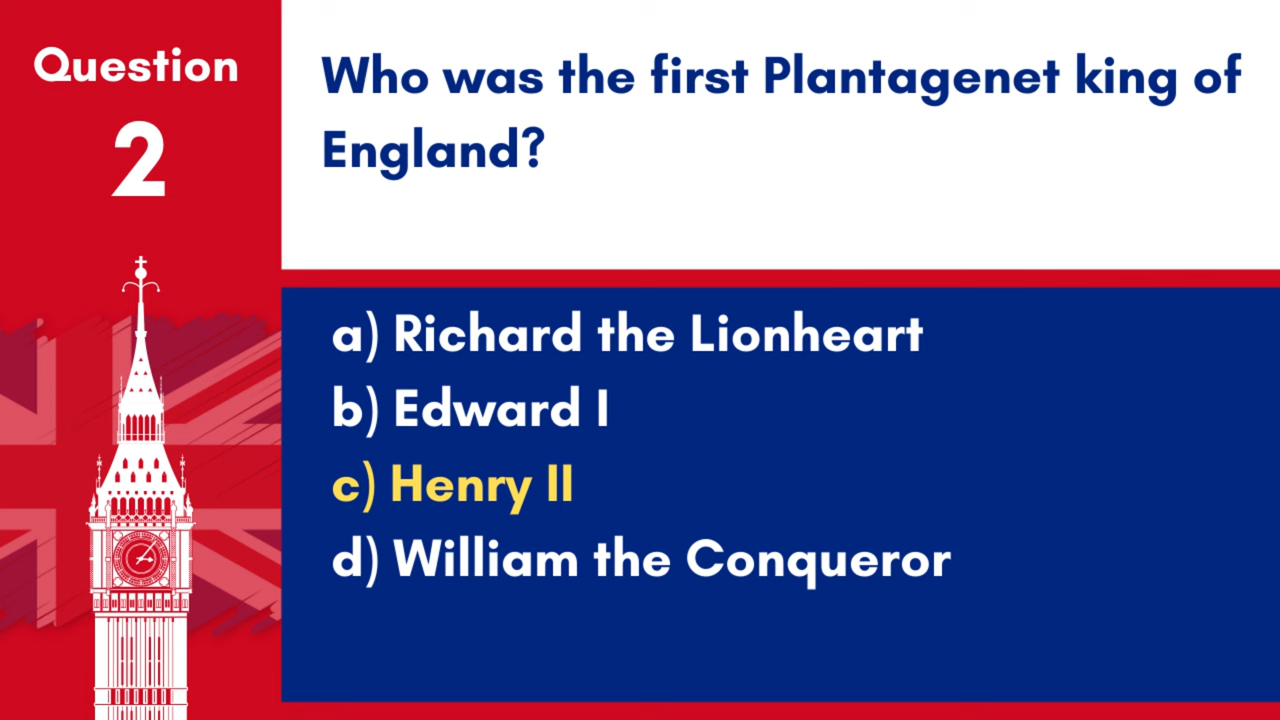 Question
2
Who was the first Plantagenet king of
England?
a) Richard the Lionheart
b) Edward I
c) Henry II
d) William the Conqueror